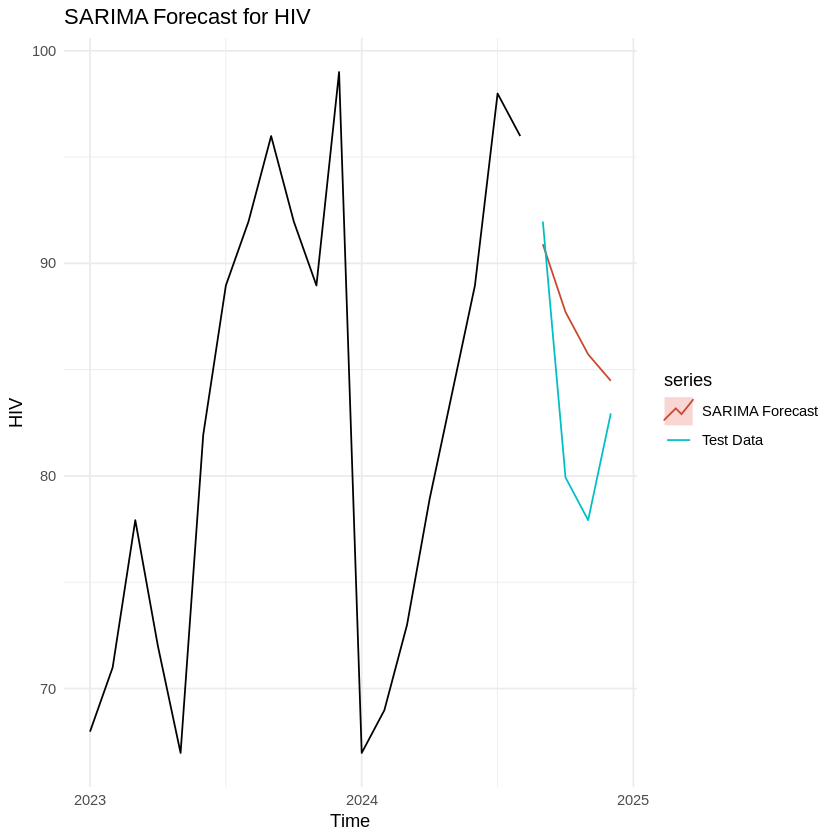 SARIMA Forecast for HIV
100
90
80
70
HIV
2023
2024
2025
Time
series
SARIMA Forecast
Test Data